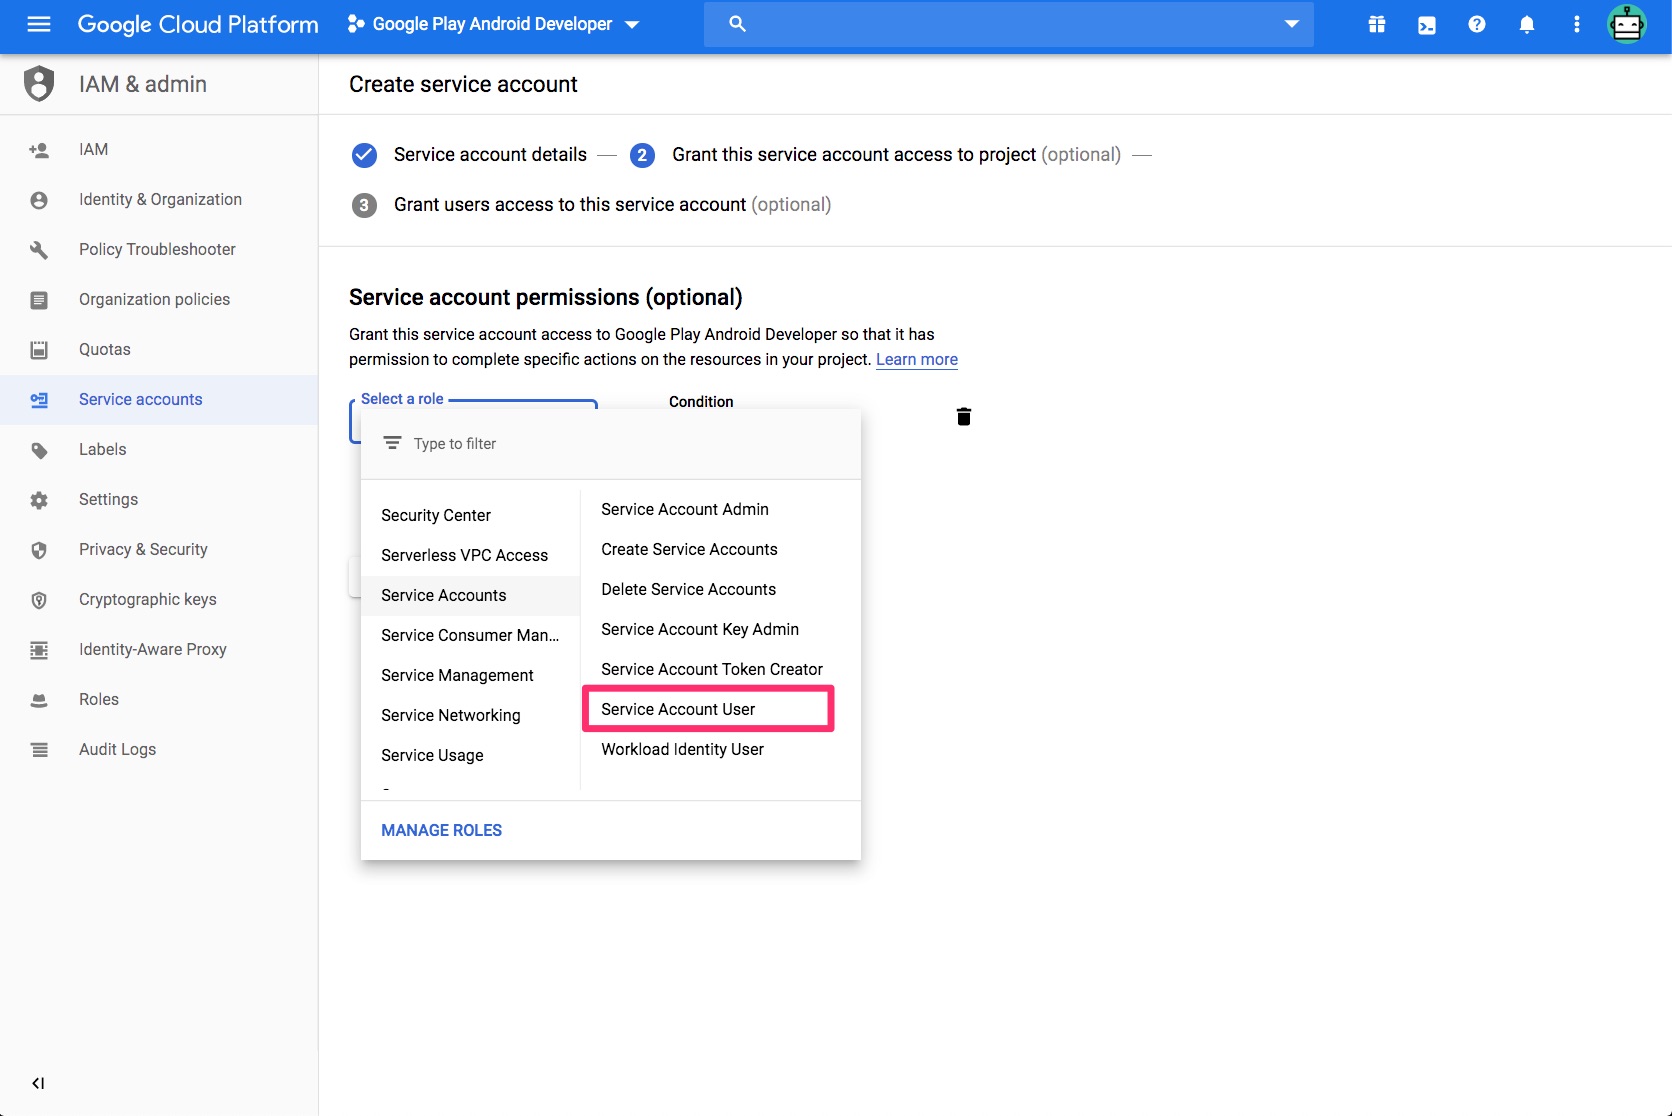 Google Cloud Platform
Google Play Android Developer
IAM & admin
Create service account
IAM
Identity & Organization
Policy Troubleshooter
Organization policies
Quotas
Service accounts
Labels
Settings
Privacy & Security
Cryptographic keys
Identity-Aware Proxy
Roles
Audit Logs
Service account details — 2 Grant this service account access to project (optional) —
3 Grant users access to this service account (optional)
Service account permissions (optional)
Grant this service account access to Google Play Android Developer so that it has
permission to complete specific actions on the resources in your project. Learn more
Select a role
Condition
Type to filter
Security Center
Serverless VPC Access
Service Accounts
Service Consumer Man...
Service Management
Service Networking
Service Usage
Service Account Admin
Create Service Accounts
Delete Service Accounts
Service Account Key Admin
Service Account Token Creator
Service Account User
Workload Identity User
MANAGE ROLES